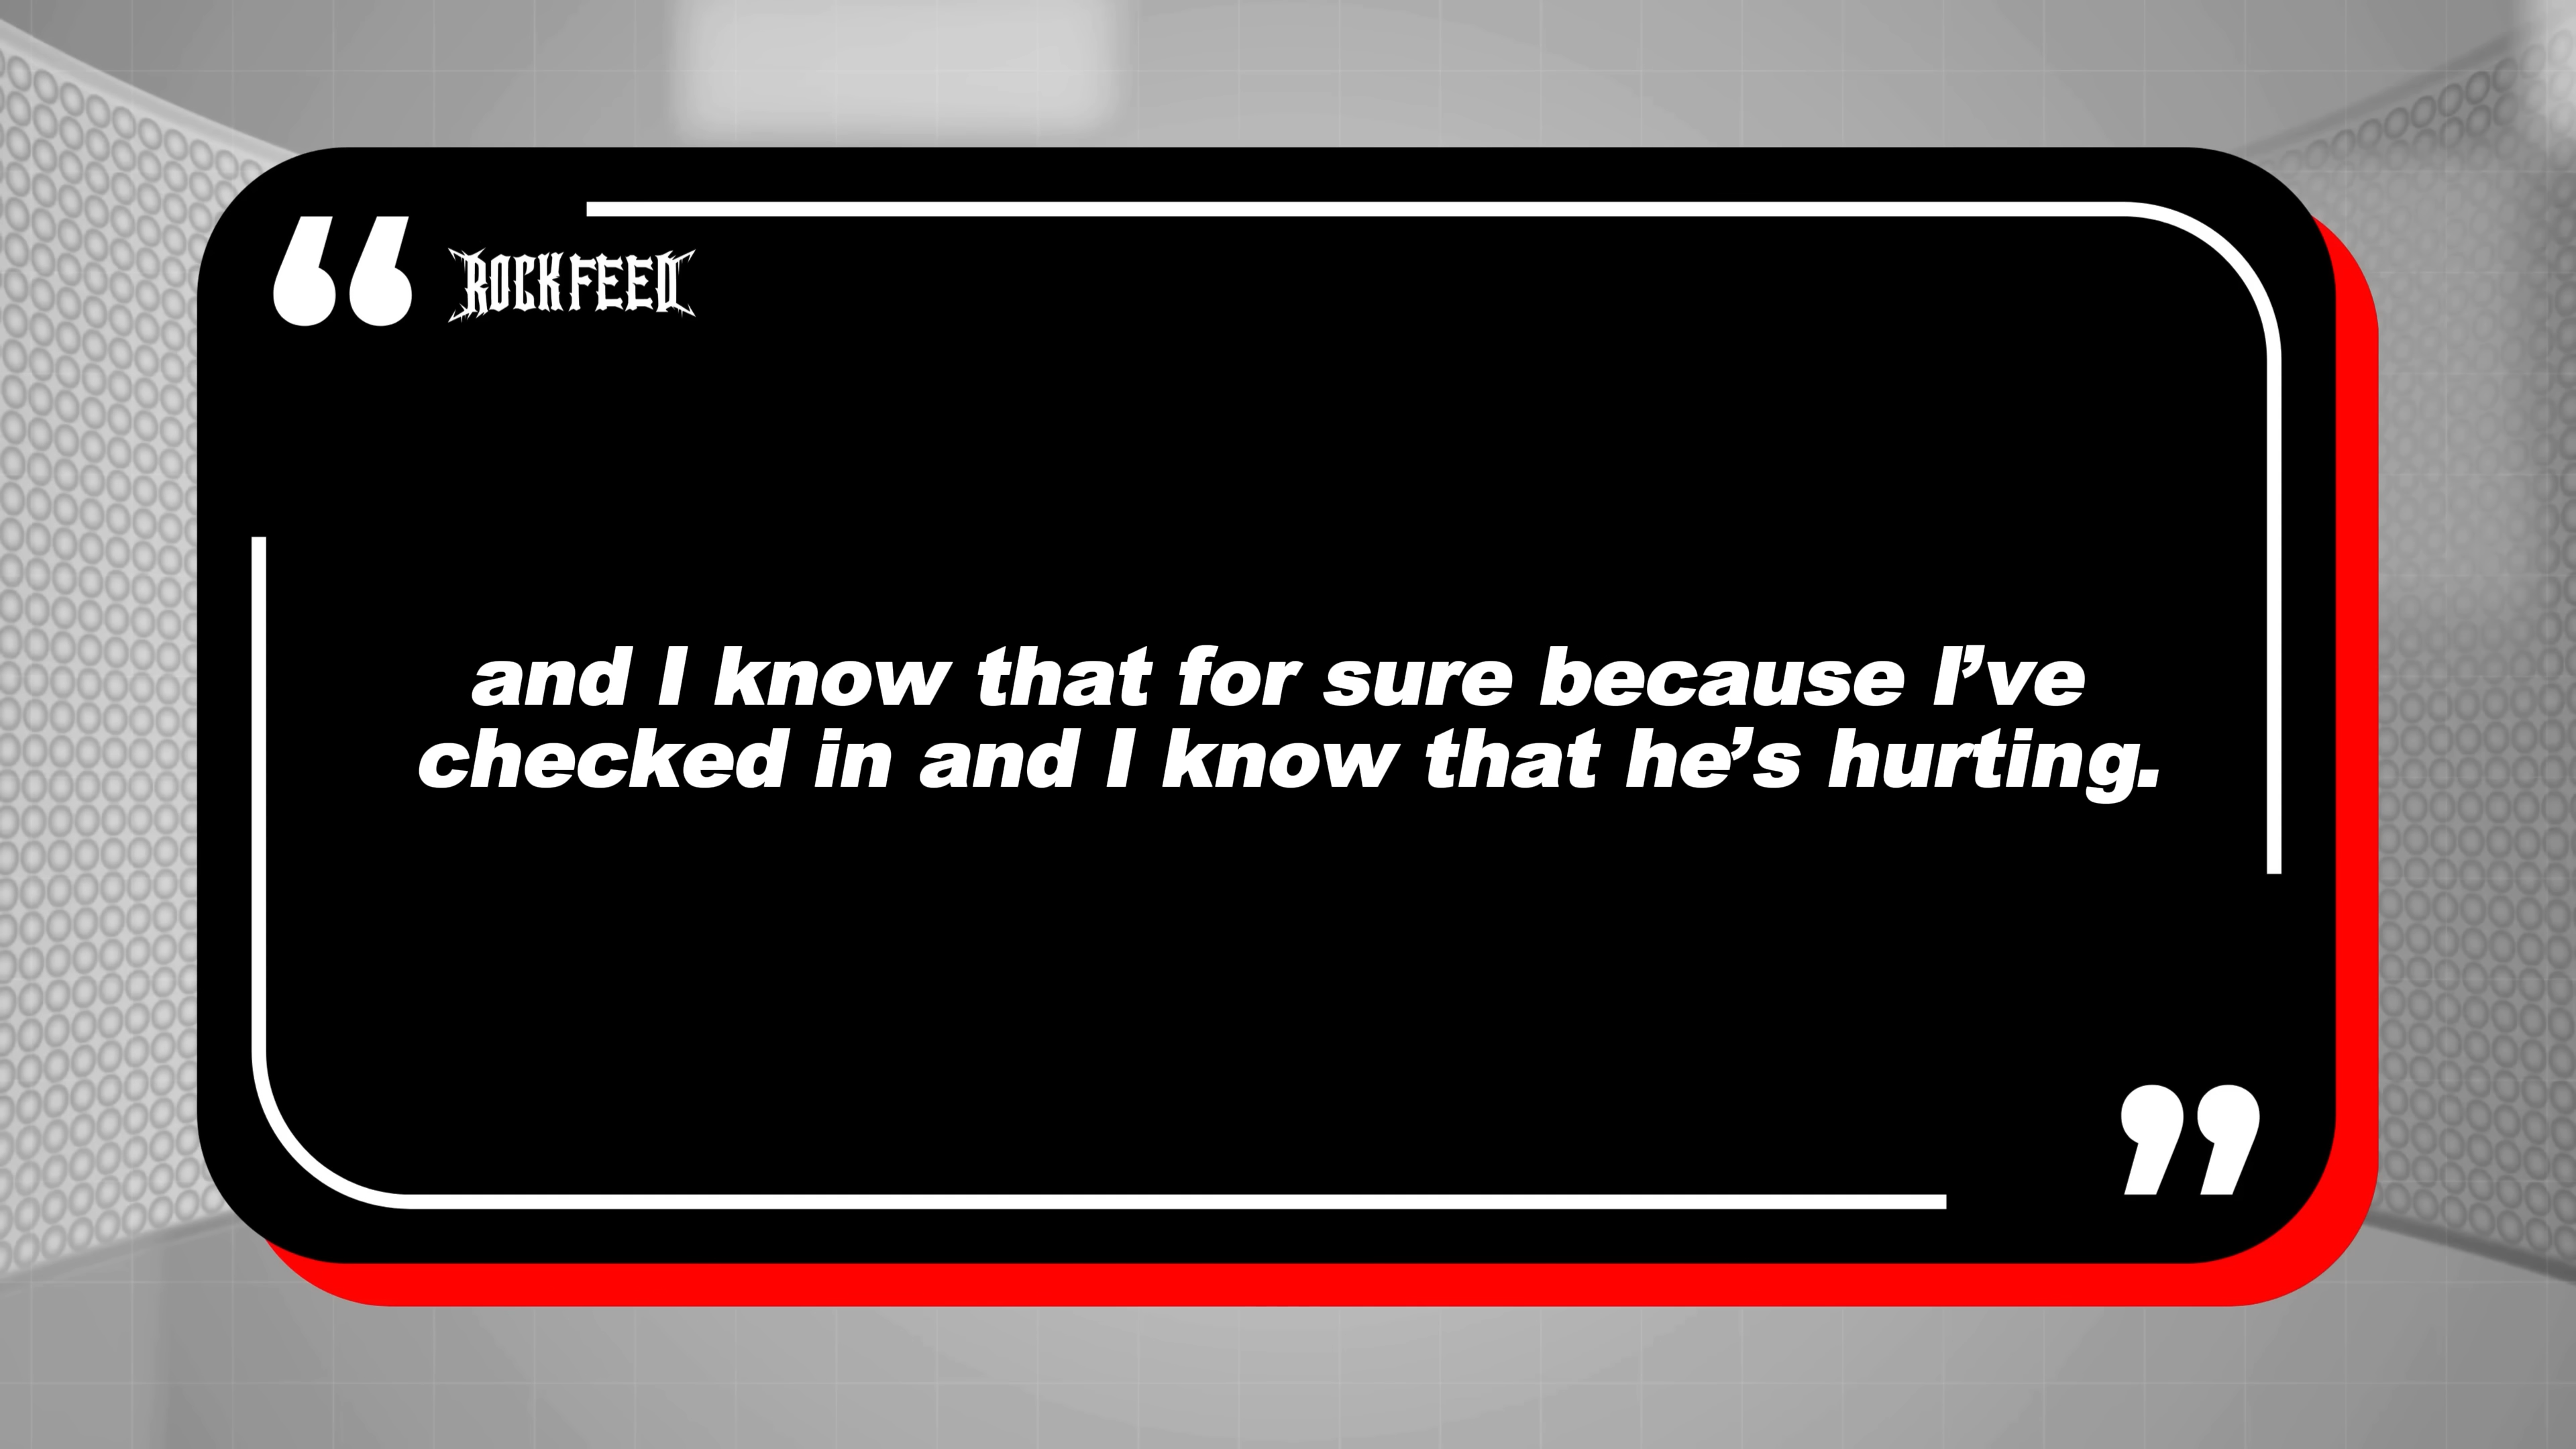 ROCKFEED
and I know that for sure because I’ve
checked in and I know that he’s hurting.